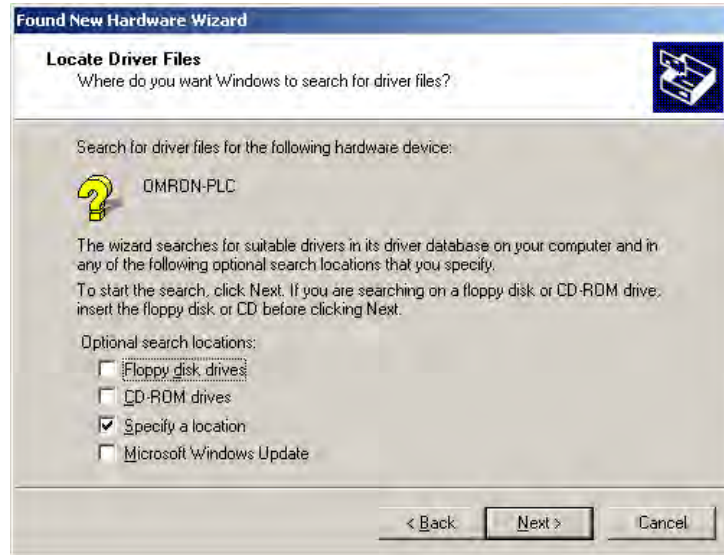 Found New Hardware Wizard
Locate Driver Files
Where do you want Windows to search for driver files?
Search for driver files for the following hardware device:
OMRON-PLC
The wizard searches for suitable drivers in its driver database on your computer and in
any of the following optional search locations that you specify.
To start the search, click Next. If you are searching on a floppy disk or CD-ROM drive,
insert the floppy disk or CD before clicking Next.
Optional search locations:
Floppy disk drives
CD-ROM drives
Specify a location
Microsoft Windows Update
< Back Next > Cancel